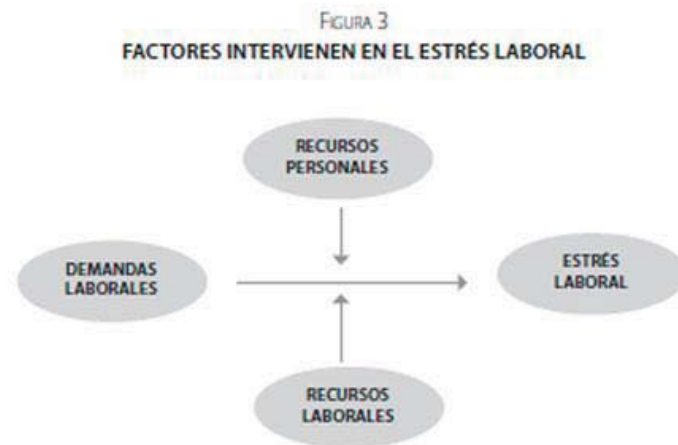 FIGURA 3
FACTORES INTERVIENEN EN EL ESTRÉS LABORAL
RECURSOS
PERSONALES
DEMANDAS
LABORALES
ESTRÉS
LABORAL
RECURSOS
LABORALES